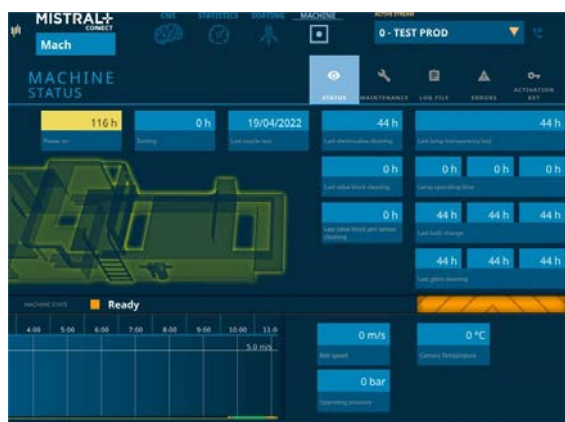 MISTRAL+
CONNECT
CNS STATISTICS SORTING MACHINE
ACTIVE STREAM
0 - TEST PROD
Mach
MACHINE
STATUS
STATUS MAINTENANCE LOG FILE ERRORS ACTIVATION KEY
116 h 0 h 19/04/2022 44 h 44 h
Power on Sorting Last nozzle test Last electrovalve cleaning Last lamp transparency test
0 h 0 h 0 h 0 h
Last valve block cleaning Lamp operating time
0 h 44 h 44 h 44 h
Last valve block jam sensor cleaning Last bulb change
44 h 44 h 44 h
Last glass cleaning
MACHINE STATE Ready
4:00 5:00 6:00 7:00 8:00 9:00 10:00 11:0
5.0 m/s
0 m/s 0 °C
Belt speed Camera Temperature
0 bar
Operating pressure